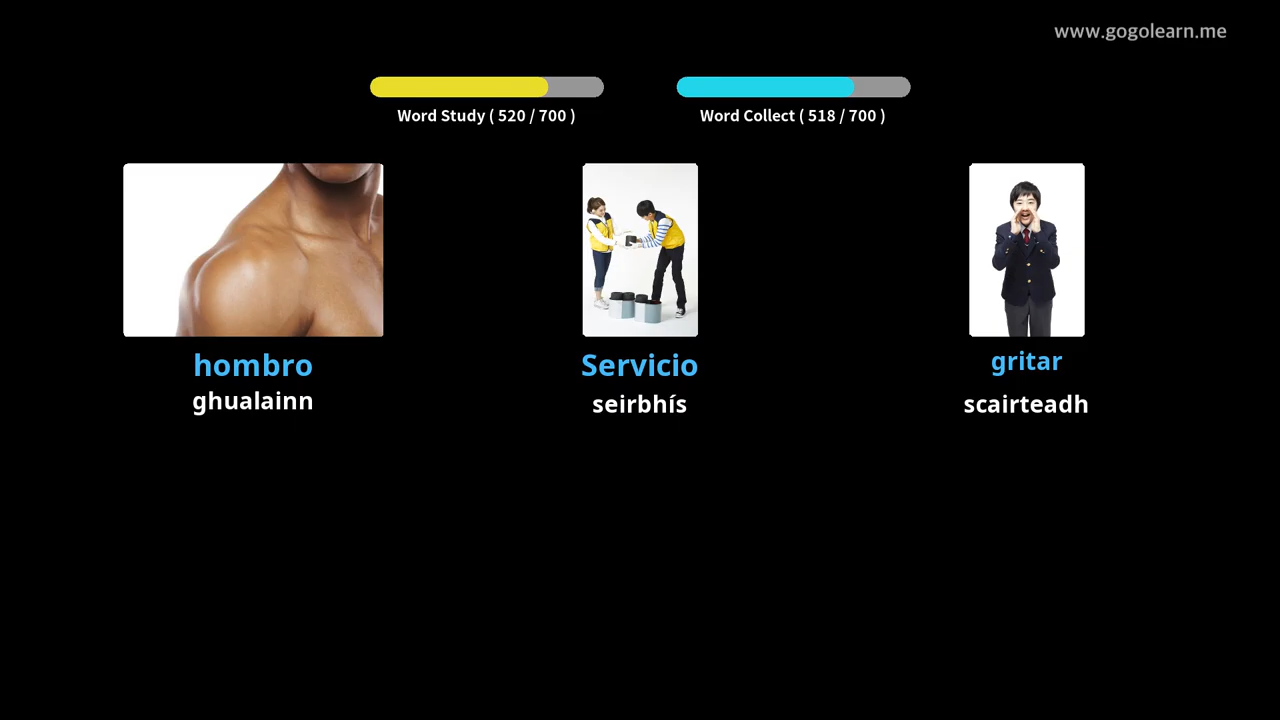 www.gogolearn.me
Word Study ( 520 / 700 )
Word Collect ( 518 / 700 )
hombro
ghualainn
Servicio
seirbhís
gritar
scairteadh